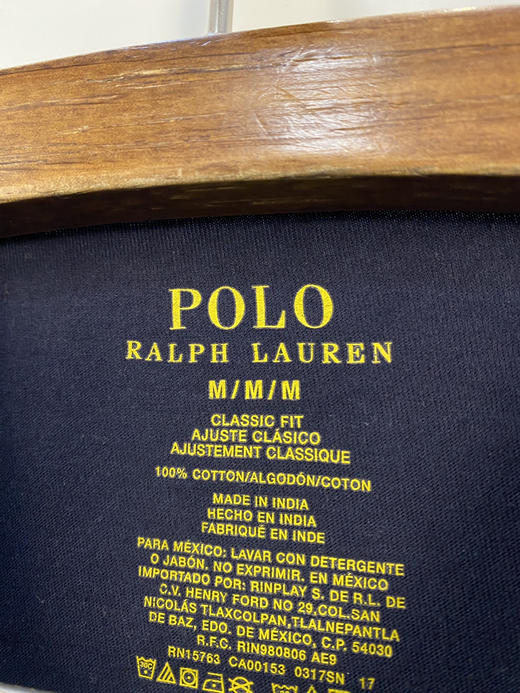 POLO
RALPH LAUREN
M/M/M
CLASSIC FIT
AJUSTE CLÁSICO
AJUSTEMENT CLASSIQUE
100% COTTON/ALGODÓN/COTON
MADE IN INDIA
HECHO EN INDIA
FABRIQUÉ EN INDE
PARA MÉXICO: LAVAR CON DETERGENTE
O JABÓN. NO EXPRIMIR. EN MÉXICO
IMPORTADO POR: RINPLAY S. DE R.L. DE
C.V. HENRY FORD NO 29,COL.SAN
NICOLÁS TLAXCOLPAN,TLALNEPANTLA
DE BAZ, EDO. DE MÉXICO, C.P. 54030
R.F.C. RIN980806 AE9
RN15763 CA00153 0317SN 17
30C